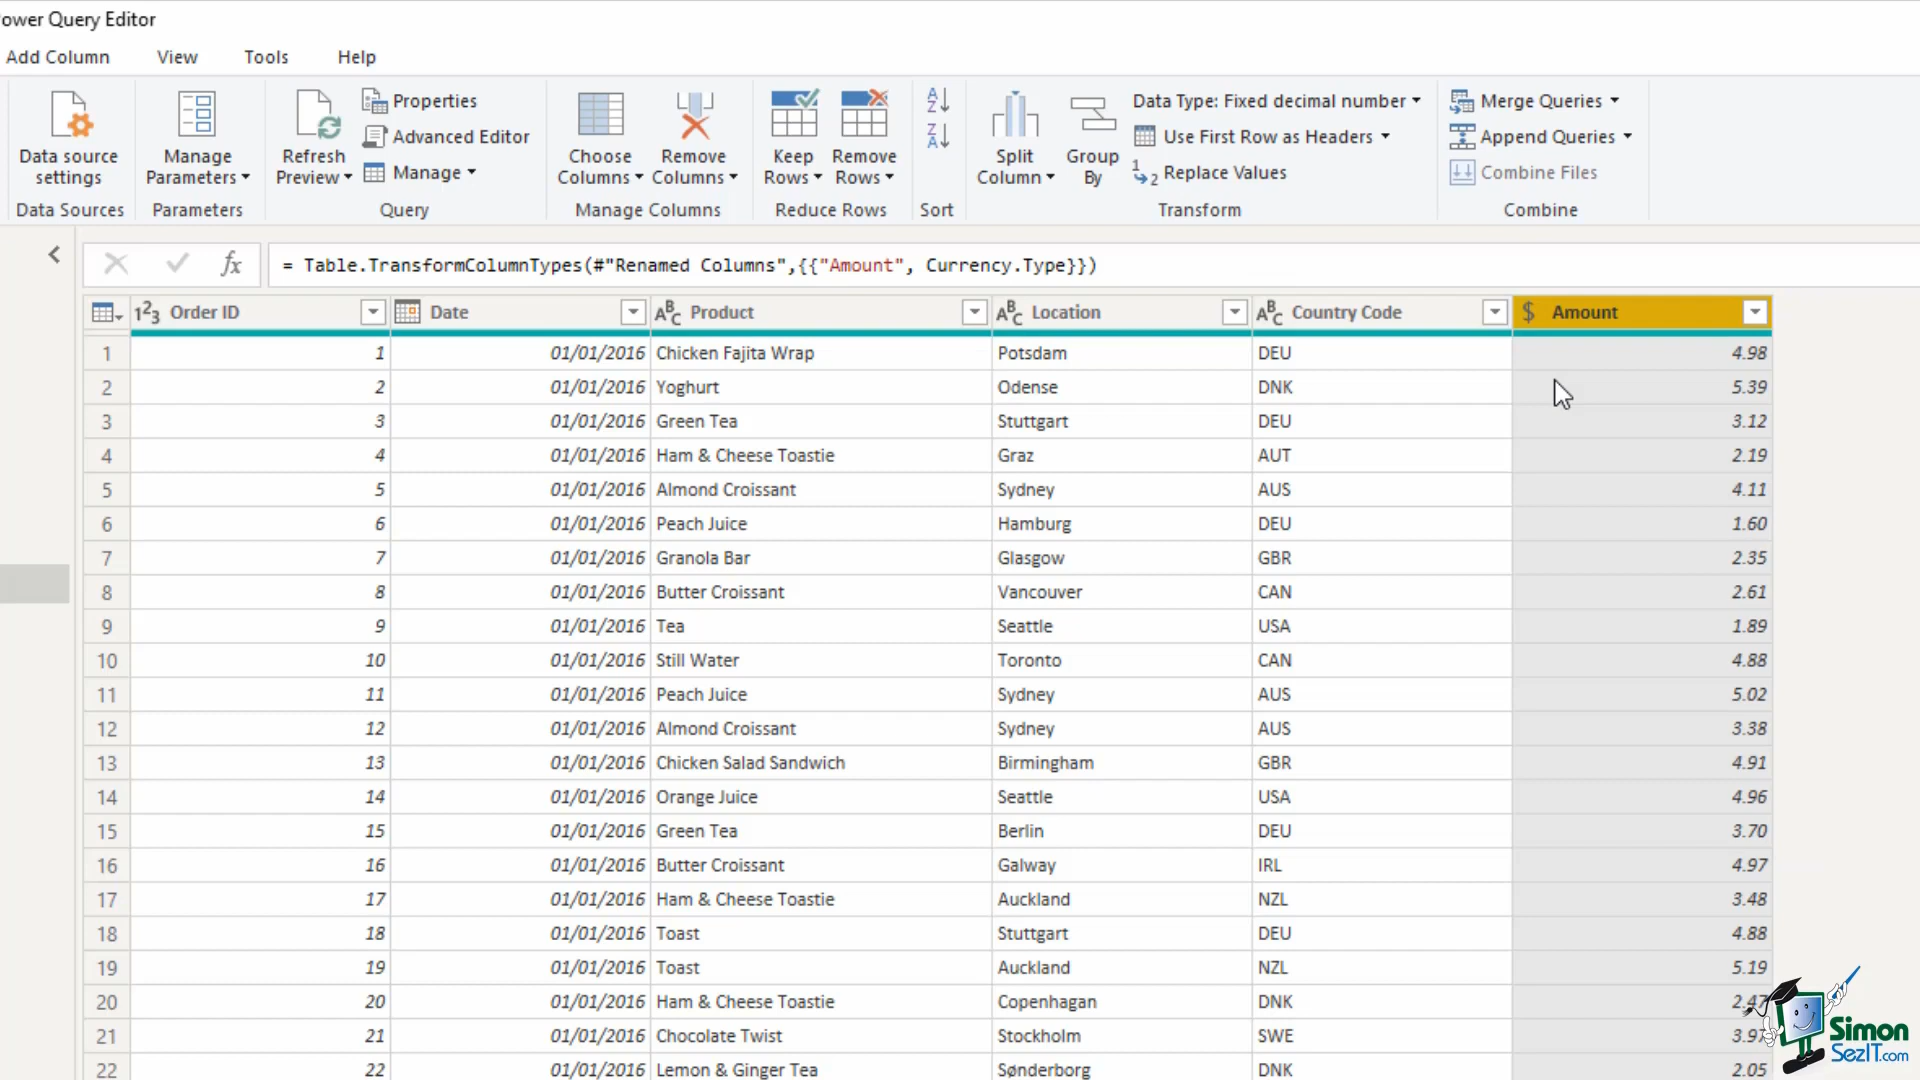 ower Query Editor
Add Column View Tools Help
Data source settings
Manage Parameters
Refresh Preview
Properties
Advanced Editor
Manage
Choose Columns
Remove Columns
Keep Rows
Remove Rows
Split Column
Group By
Data Type: Fixed decimal number
Use First Row as Headers
Replace Values
Merge Queries
Append Queries
Combine Files
Data Sources Parameters Query Manage Columns Reduce Rows Sort Transform Combine
fx = Table.TransformColumnTypes(#"Renamed Columns",{{"Amount", Currency.Type}})
123 Order ID Date ABC Product ABC Location ABC Country Code $ Amount
1 1 01/01/2016 Chicken Fajita Wrap Potsdam DEU 4.98
2 2 01/01/2016 Yoghurt Odense DNK 5.39
3 3 01/01/2016 Green Tea Stuttgart DEU 3.12
4 4 01/01/2016 Ham & Cheese Toastie Graz AUT 2.19
5 5 01/01/2016 Almond Croissant Sydney AUS 4.11
6 6 01/01/2016 Peach Juice Hamburg DEU 1.60
7 7 01/01/2016 Granola Bar Glasgow GBR 2.35
8 8 01/01/2016 Butter Croissant Vancouver CAN 2.61
9 9 01/01/2016 Tea Seattle USA 1.89
10 10 01/01/2016 Still Water Toronto CAN 4.88
11 11 01/01/2016 Peach Juice Sydney AUS 5.02
12 12 01/01/2016 Almond Croissant Sydney AUS 3.38
13 13 01/01/2016 Chicken Salad Sandwich Birmingham GBR 4.91
14 14 01/01/2016 Orange Juice Seattle USA 4.96
15 15 01/01/2016 Green Tea Berlin DEU 3.70
16 16 01/01/2016 Butter Croissant Galway IRL 4.97
17 17 01/01/2016 Ham & Cheese Toastie Auckland NZL 3.48
18 18 01/01/2016 Toast Stuttgart DEU 4.88
19 19 01/01/2016 Toast Auckland NZL 5.19
20 20 01/01/2016 Ham & Cheese Toastie Copenhagan DNK 2.47
21 21 01/01/2016 Chocolate Twist Stockholm SWE 3.97
22 22 01/01/2016 Lemon & Ginger Tea Sønderborg DNK 2.05
Simon
SezIT.com